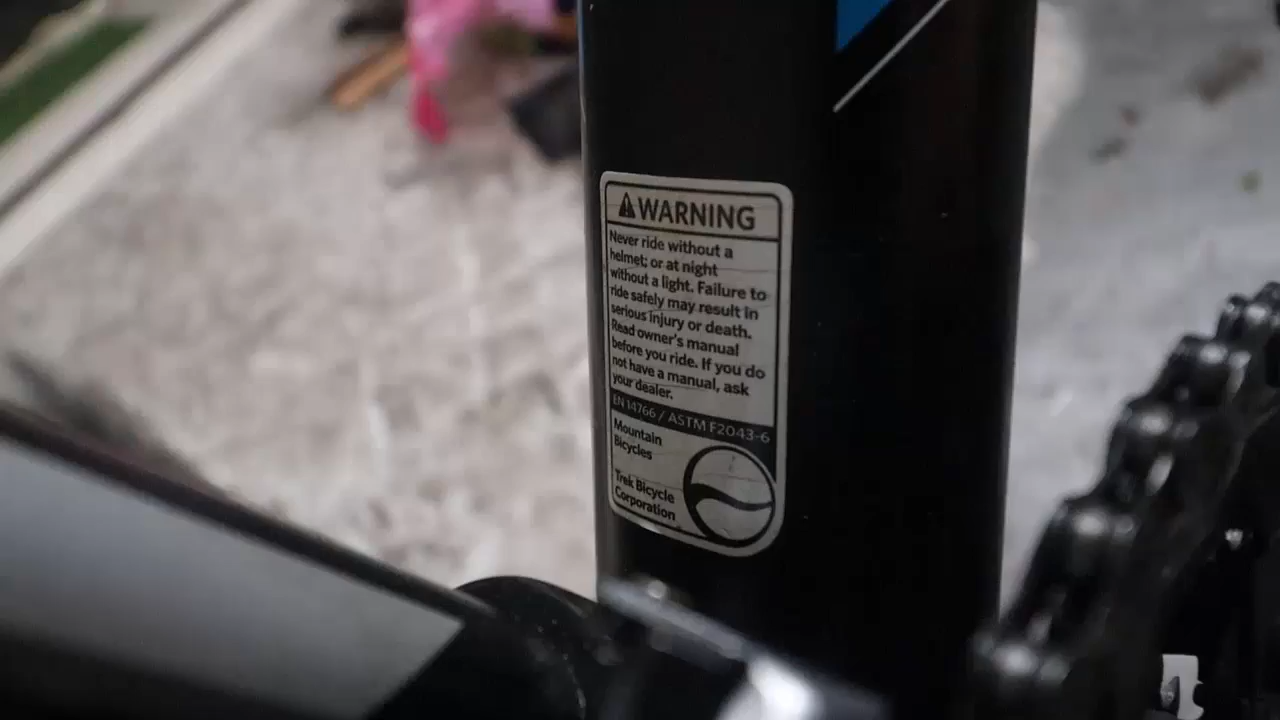 WARNING
Never ride without a
helmet; or at night
without a light. Failure to
ride safely may result in
serious injury or death.
Read owner's manual
before you ride. If you do
not have a manual, ask
your dealer.
EN 14766 / ASTM F2043-6
Mountain
Bicycles
Trek Bicycle
Corporation